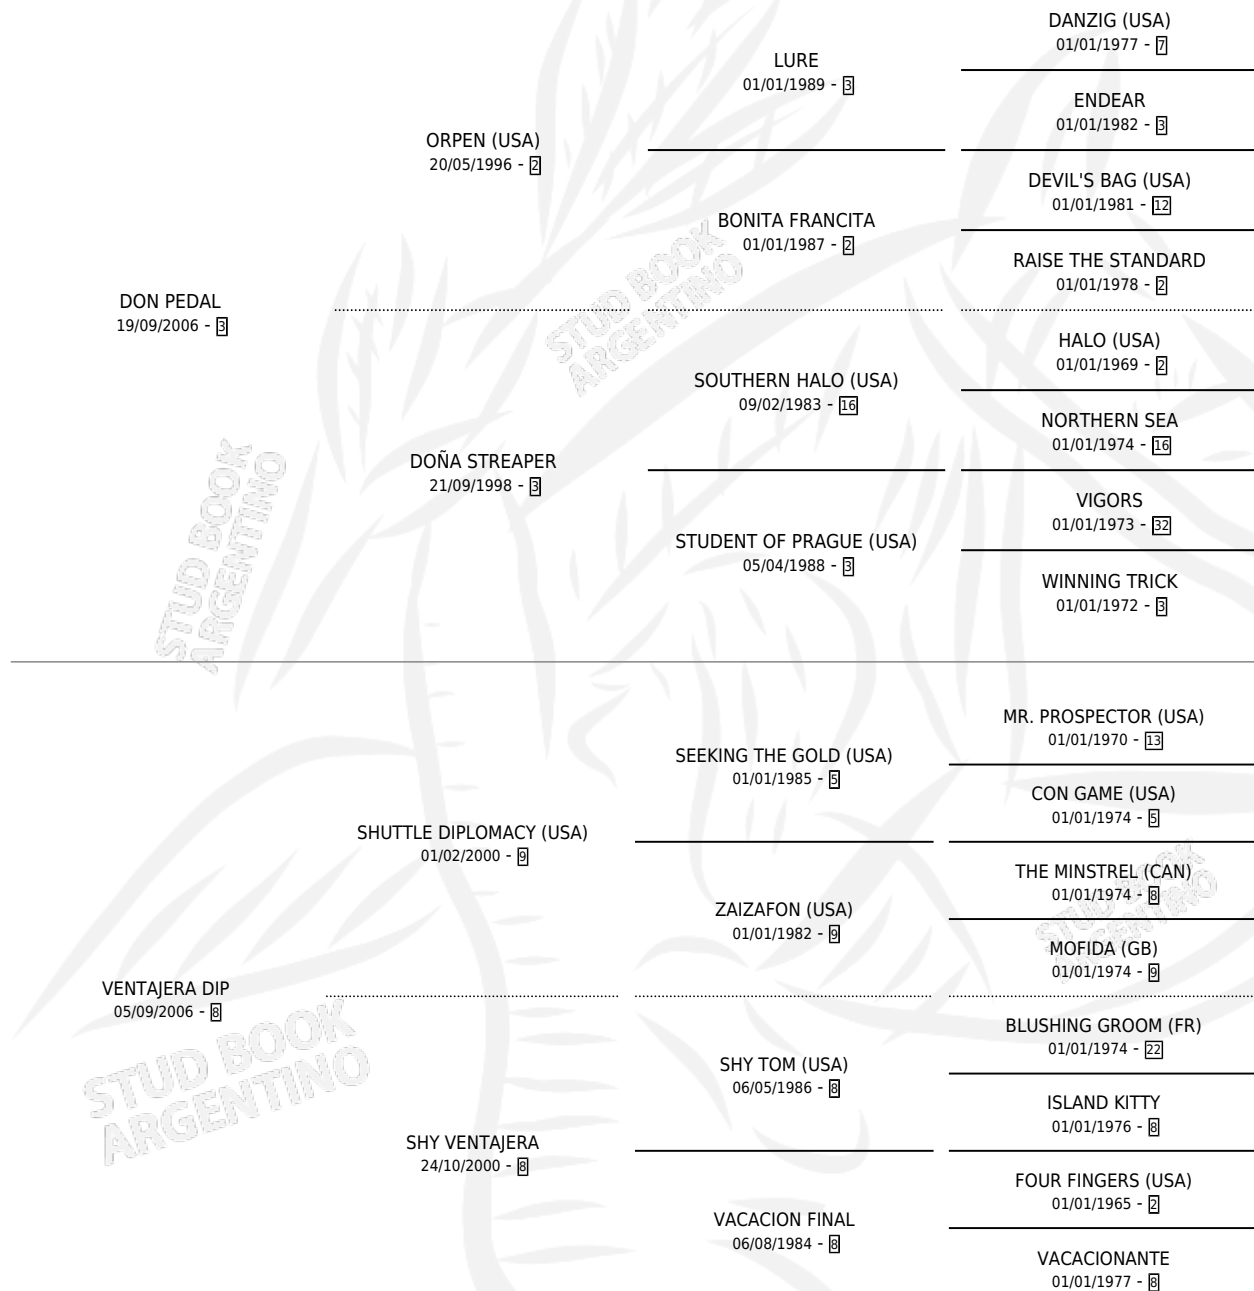 DANZIG (USA)
01/01/1977 - 7
LURE
01/01/1989 - 3
ENDEAR
01/01/1982 - 3
ORPEN (USA)
20/05/1996 - 2
DEVIL'S BAG (USA)
01/01/1981 - 12
BONITA FRANCITA
01/01/1987 - 2
RAISE THE STANDARD
01/01/1978 - 2
DON PEDAL
19/09/2006 - 3
HALO (USA)
01/01/1969 - 2
SOUTHERN HALO (USA)
09/02/1983 - 16
NORTHERN SEA
01/01/1974 - 16
DOÑA STREAPER
21/09/1998 - 3
VIGORS
01/01/1973 - 32
STUDENT OF PRAGUE (USA)
05/04/1988 - 3
WINNING TRICK
01/01/1972 - 3
MR. PROSPECTOR (USA)
01/01/1970 - 13
SEEKING THE GOLD (USA)
01/01/1985 - 5
CON GAME (USA)
01/01/1974 - 5
SHUTTLE DIPLOMACY (USA)
01/02/2000 - 9
THE MINSTREL (CAN)
01/01/1974 - 8
ZAIZAFON (USA)
01/01/1982 - 9
MOFIDA (GB)
01/01/1974 - 9
VENTAJERA DIP
05/09/2006 - 8
BLUSHING GROOM (FR)
01/01/1974 - 22
SHY TOM (USA)
06/05/1986 - 8
ISLAND KITTY
01/01/1976 - 8
SHY VENTAJERA
24/10/2000 - 8
FOUR FINGERS (USA)
01/01/1965 - 2
VACACION FINAL
06/08/1984 - 8
VACACIONANTE
01/01/1977 - 8
STUD BOOK
ARGENTINO
STUD BOOK
ARGENTINO
STUD BOOK
ARGENTINO
STUD BOOK
ARGENTINO